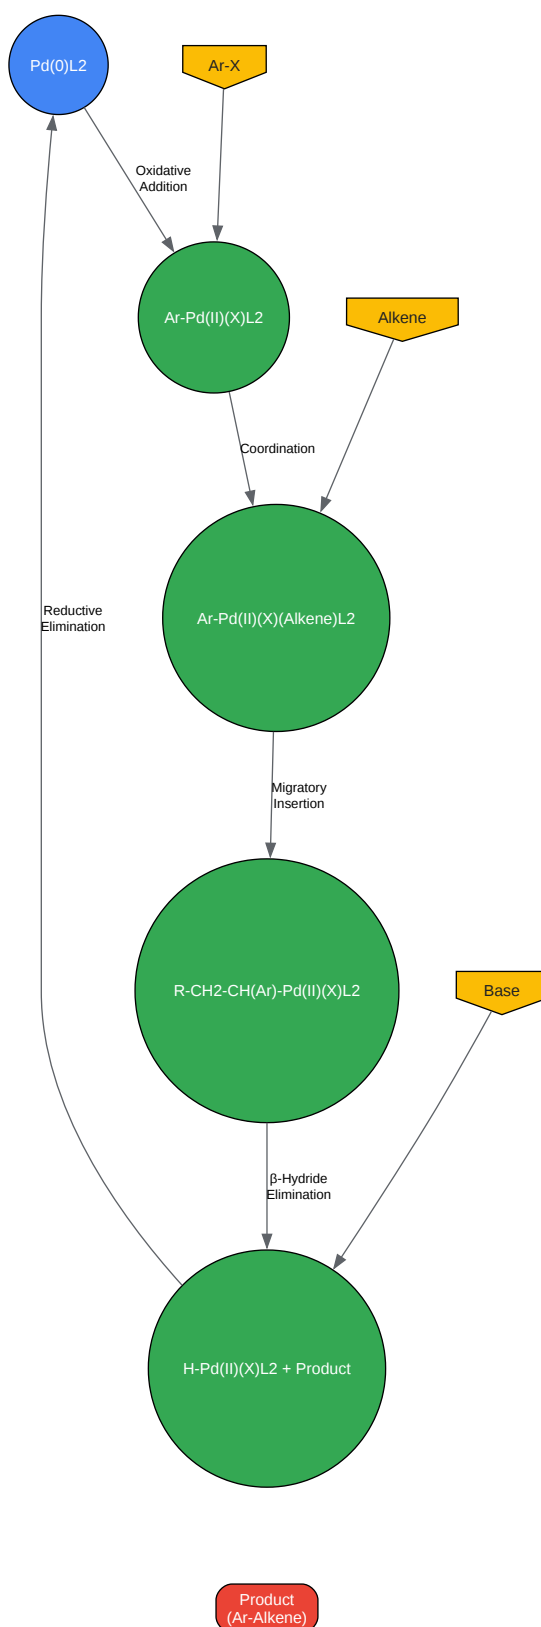 Pd(0)L2
Ar-X
Oxidative
Addition
Ar-Pd(II)(X)L2
Alkene
Coordination
Reductive
Elimination
Ar-Pd(II)(X)(Alkene)L2
Migratory
Insertion
R-CH2-CH(Ar)-Pd(II)(X)L2
Base
β-Hydride
Elimination
H-Pd(II)(X)L2 + Product
Product
(Ar-Alkene)